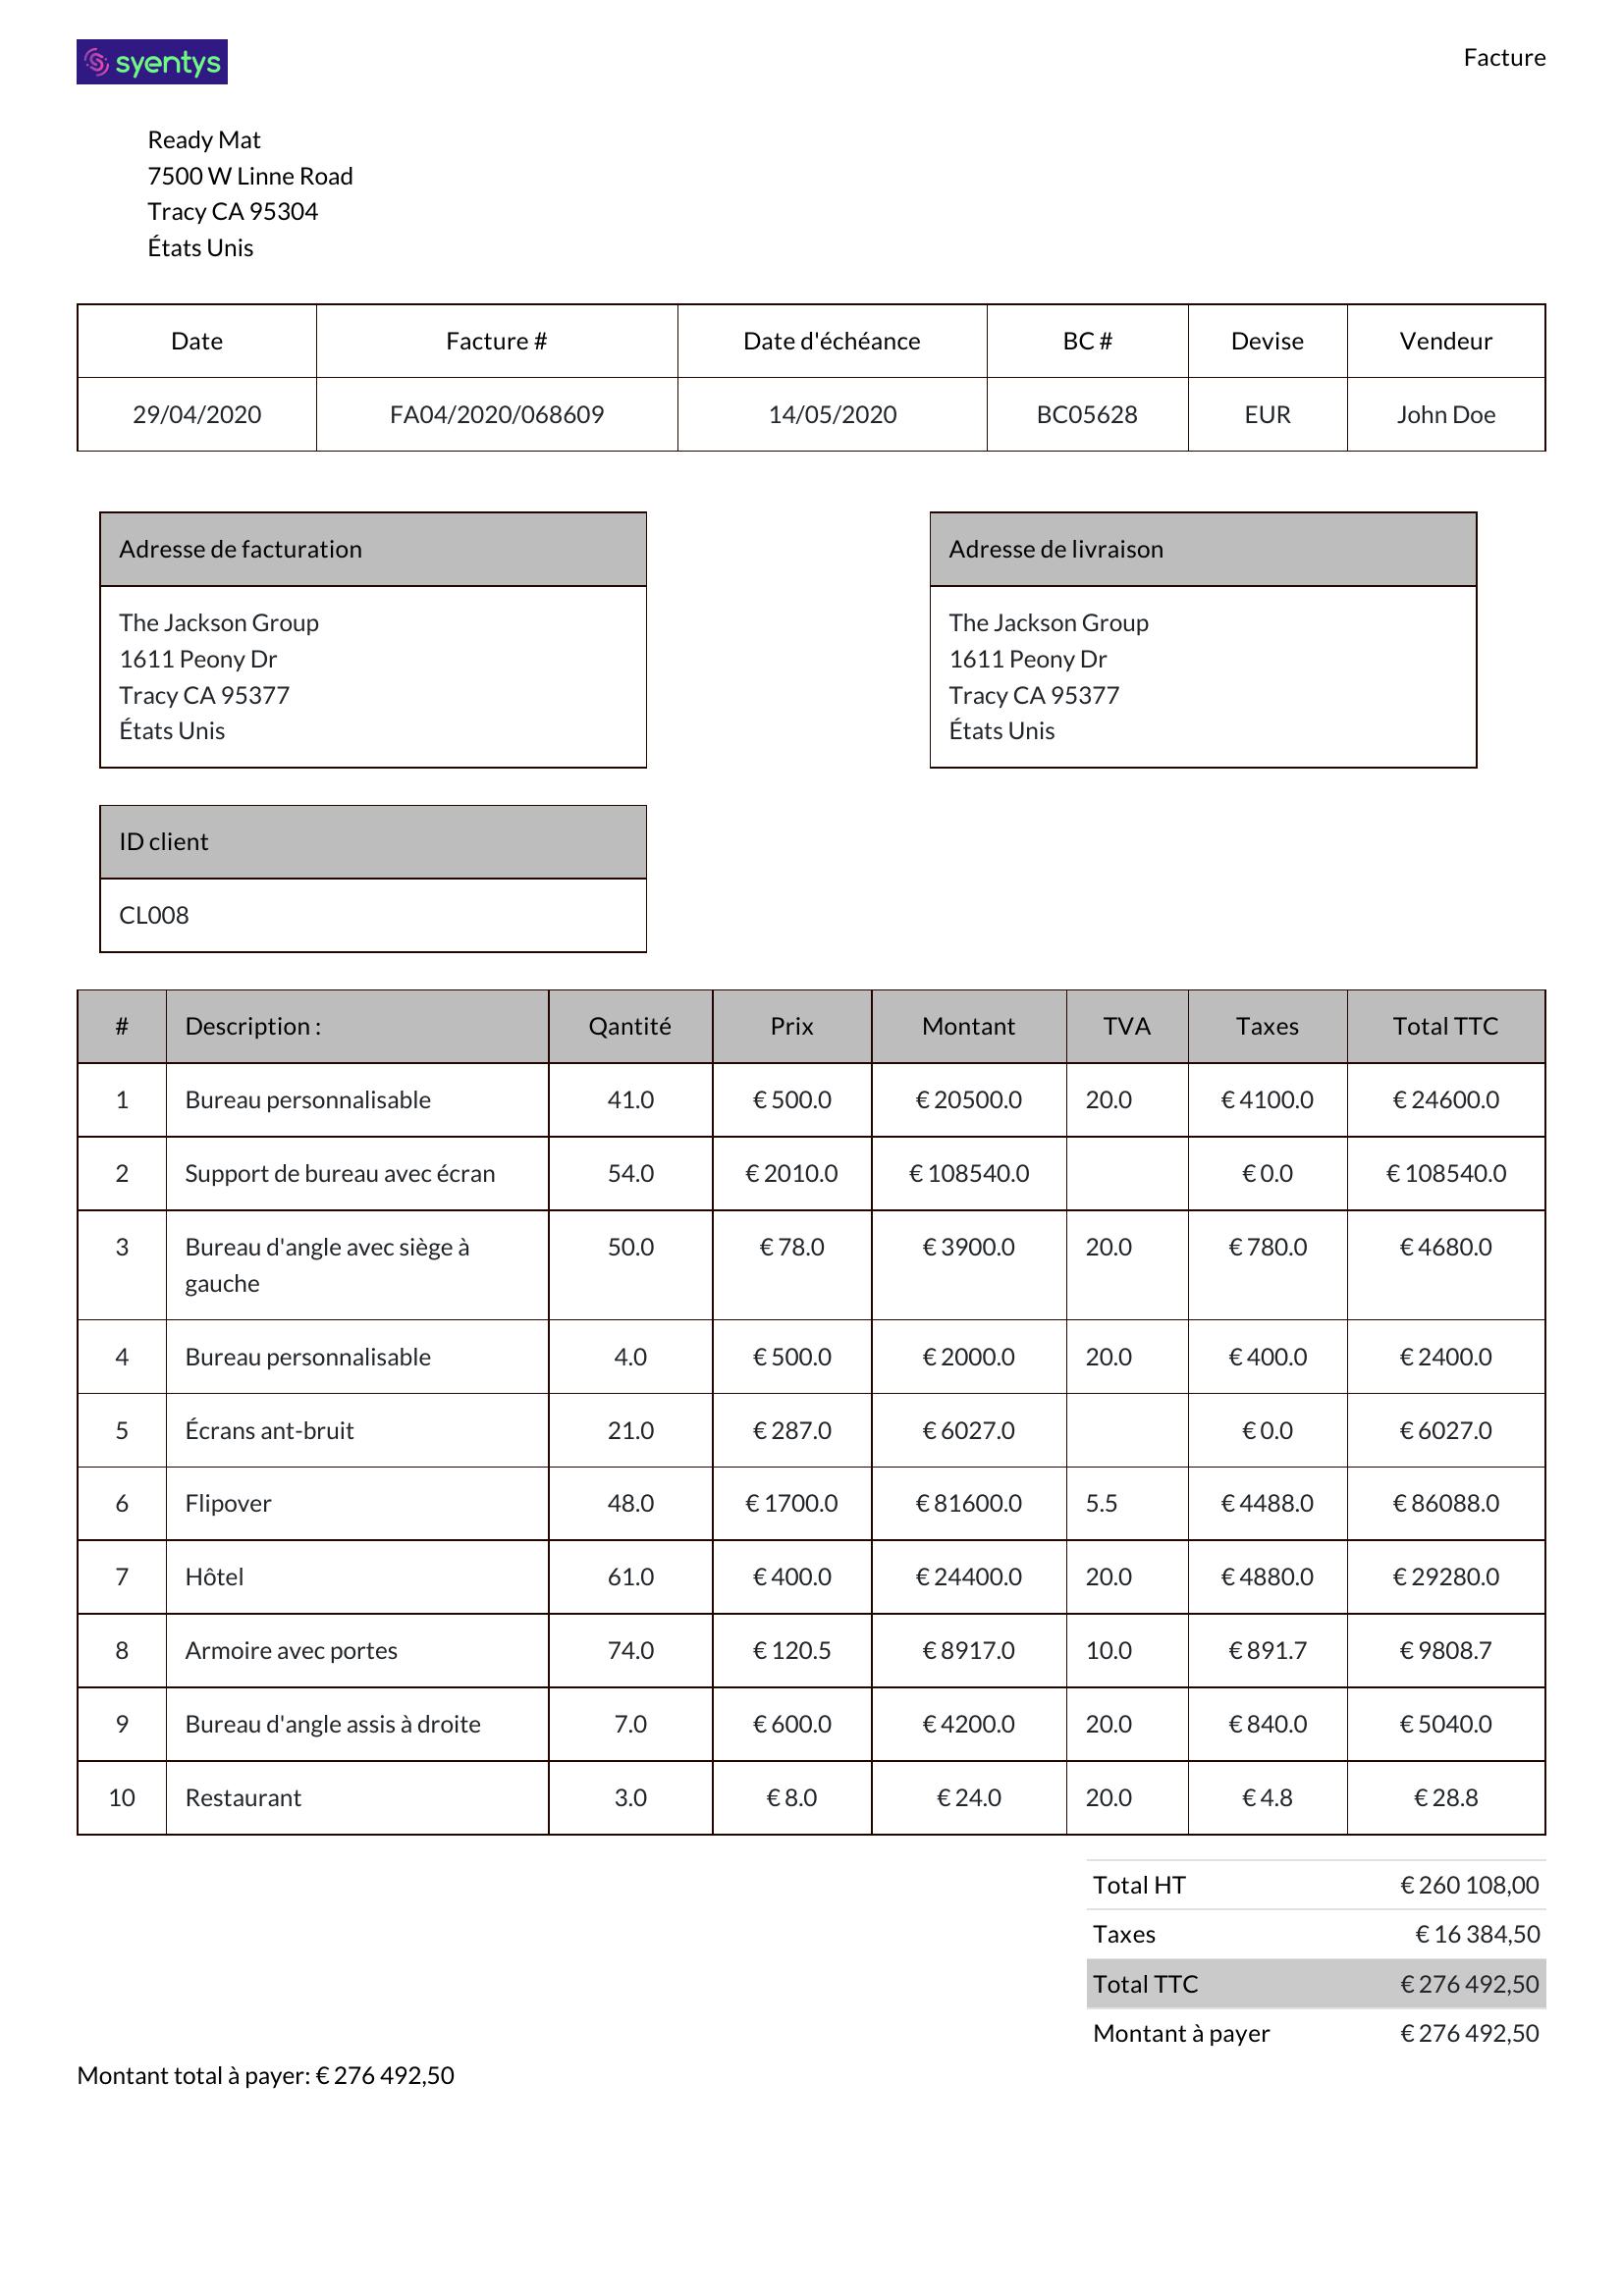 syentys
Facture
Ready Mat
7500 W Linne Road
Tracy CA 95304
États Unis
Date Facture # Date d'échéance BC # Devise Vendeur
29/04/2020 FA04/2020/068609 14/05/2020 BC05628 EUR John Doe
Adresse de facturation
The Jackson Group
1611 Peony Dr
Tracy CA 95377
États Unis
Adresse de livraison
The Jackson Group
1611 Peony Dr
Tracy CA 95377
États Unis
ID client
CL008
# Description : Qantité Prix Montant TVA Taxes Total TTC
1 Bureau personnalisable 41.0 € 500.0 € 20500.0 20.0 € 4100.0 € 24600.0
2 Support de bureau avec écran 54.0 € 2010.0 € 108540.0 € 0.0 € 108540.0
3 Bureau d'angle avec siège à 50.0 € 78.0 € 3900.0 20.0 € 780.0 € 4680.0
gauche
4 Bureau personnalisable 4.0 € 500.0 € 2000.0 20.0 € 400.0 € 2400.0
5 Écrans ant-bruit 21.0 € 287.0 € 6027.0 € 0.0 € 6027.0
6 Flipover 48.0 € 1700.0 € 81600.0 5.5 € 4488.0 € 86088.0
7 Hôtel 61.0 € 400.0 € 24400.0 20.0 € 4880.0 € 29280.0
8 Armoire avec portes 74.0 € 120.5 € 8917.0 10.0 € 891.7 € 9808.7
9 Bureau d'angle assis à droite 7.0 € 600.0 € 4200.0 20.0 € 840.0 € 5040.0
10 Restaurant 3.0 € 8.0 € 24.0 20.0 € 4.8 € 28.8
Total HT € 260 108,00
Taxes € 16 384,50
Total TTC € 276 492,50
Montant à payer € 276 492,50
Montant total à payer: € 276 492,50